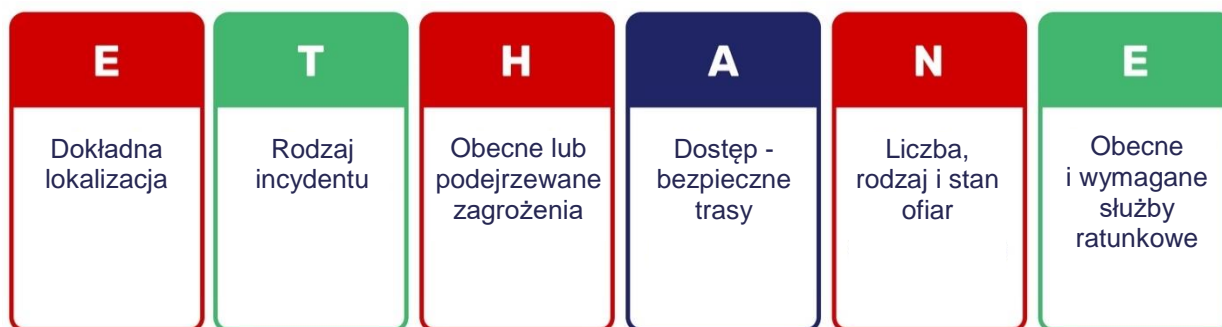 E
Dokładna
lokalizacja
T
Rodzaj
incydentu
H
Obecne lub
podejrzewane
zagrożenia
A
Dostęp -
bezpieczne
trasy
N
Liczba,
rodzaj i stan
ofiar
E
Obecne
i wymagane
służby
ratunkowe